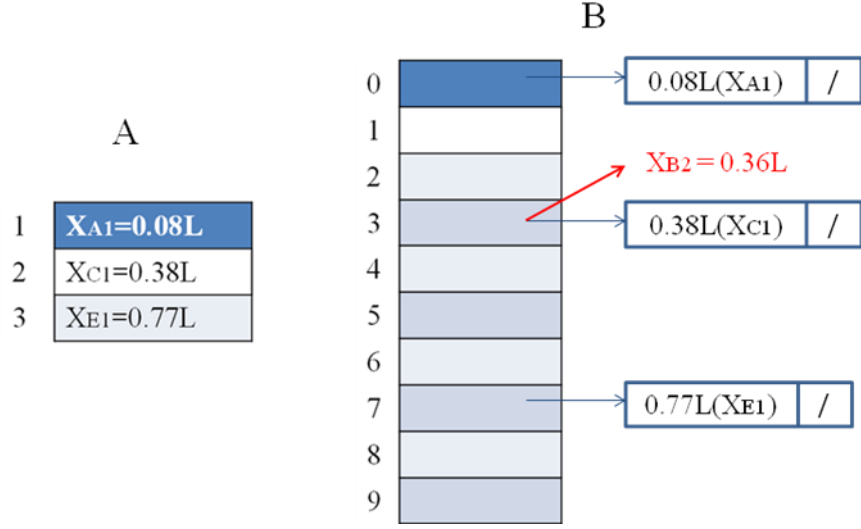 A
1 XA1=0.08L
2 XC1=0.38L
3 XE1=0.77L
B
0 0.08L(XA1) /
1
2 XB2 = 0.36L
3 0.38L(XC1) /
4
5
6
7 0.77L(XE1) /
8
9